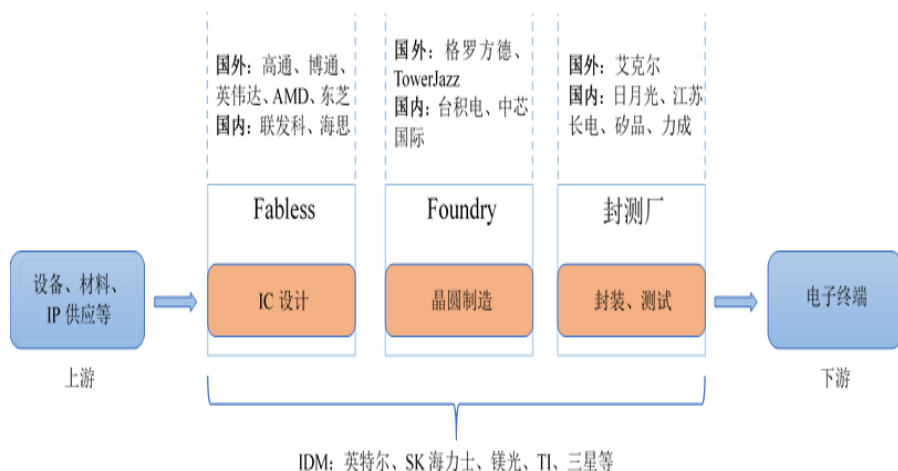 国外：高通、博通、
英伟达、AMD、东芝
国内：联发科、海思
国外：格罗方德、
TowerJazz
国内：台积电、中芯
国际
国外：艾克尔
国内：日月光、江苏
长电、矽品、力成
Fabless
Foundry
封测厂
设备、材料、
IP 供应等
IC 设计
晶圆制造
封装、测试
电子终端
上游
下游
IDM：英特尔、SK 海力士、镁光、TI、三星等